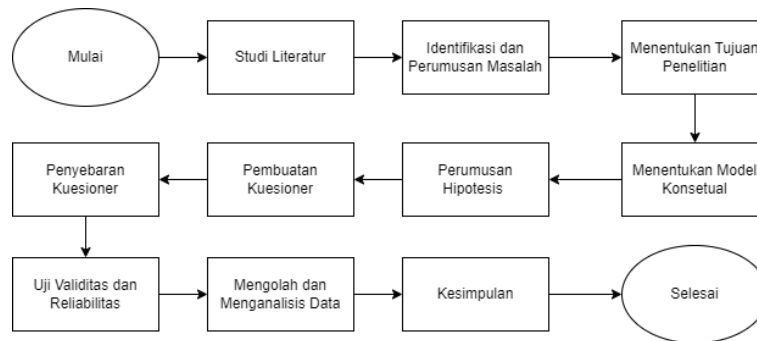 Mulai
Studi Literatur
Identifikasi dan
Perumusan Masalah
Menentukan Tujuan
Penelitian
Menentukan Model
Konsetual
Perumusan
Hipotesis
Pembuatan
Kuesioner
Penyebaran
Kuesioner
Uji Validitas dan
Reliabilitas
Mengolah dan
Menganalisis Data
Kesimpulan
Selesai